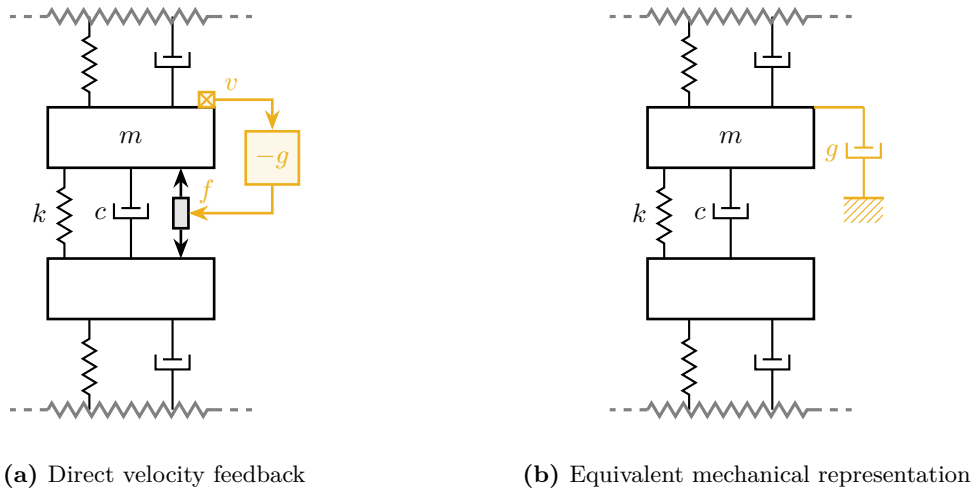 v
m
−g
f
k
c
(a) Direct velocity feedback
m
g
k
c
(b) Equivalent mechanical representation